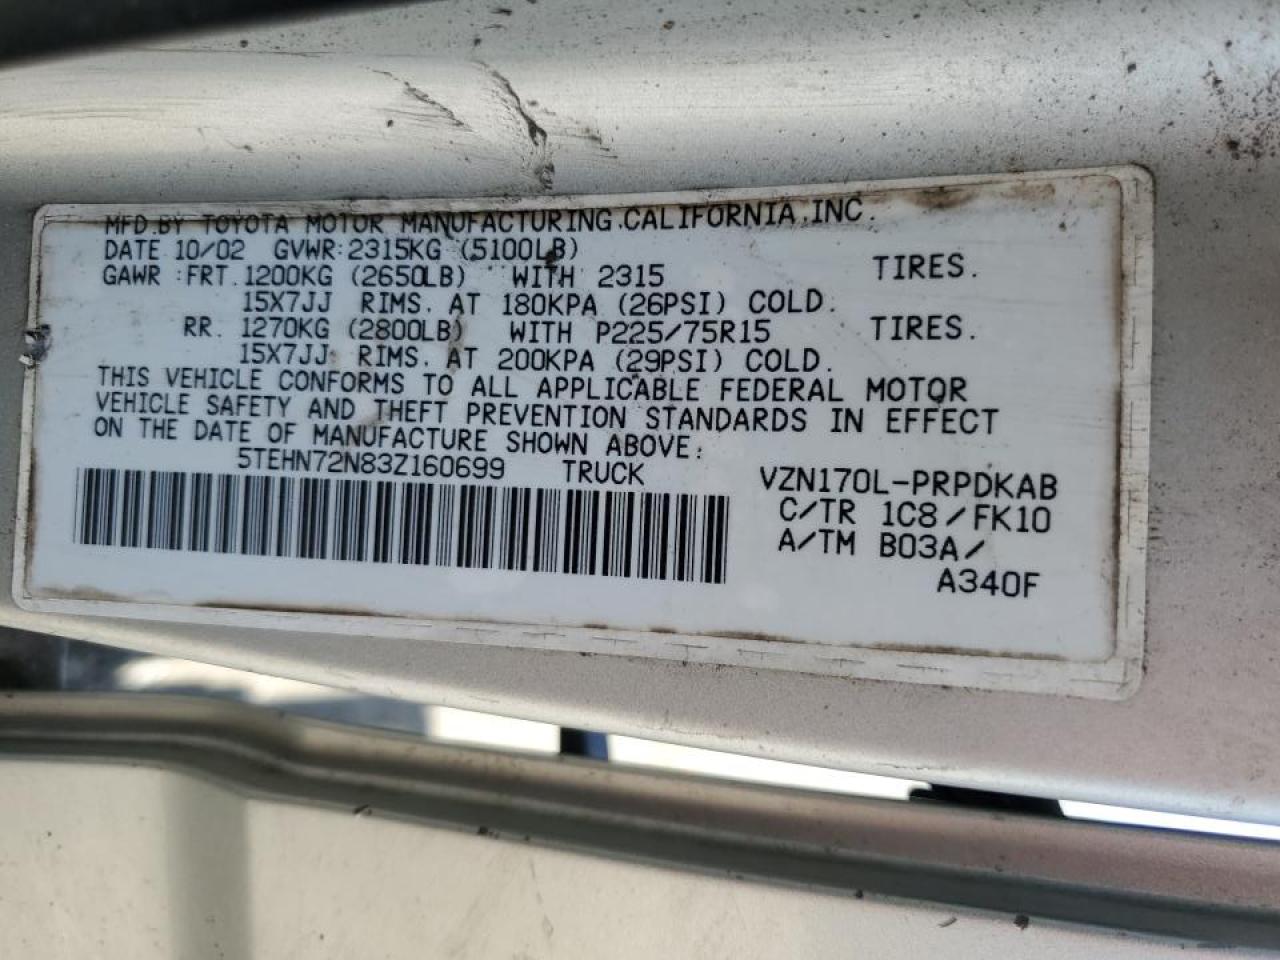 MFD.BY TOYOTA MOTOR MANUFACTURING.CALIFORNIA.INC.
DATE 10/02 GVWR:2315KG (5100LB)
GAWR :FRT. 1200KG (2650LB) WITH 2315 TIRES.
15X7JJ RIMS. AT 180KPA (26PSI) COLD.
RR. 1270KG (2800LB) WITH P225/75R15 TIRES.
15X7JJ RIMS. AT 200KPA (29PSI) COLD.
THIS VEHICLE CONFORMS TO ALL APPLICABLE FEDERAL MOTOR
VEHICLE SAFETY AND THEFT PREVENTION STANDARDS IN EFFECT
ON THE DATE OF MANUFACTURE SHOWN ABOVE:
5TEHN72N83Z160699 TRUCK VZN170L-PRPDKAB
C/TR 1C8/FK10
A/TM B03A/
A340F